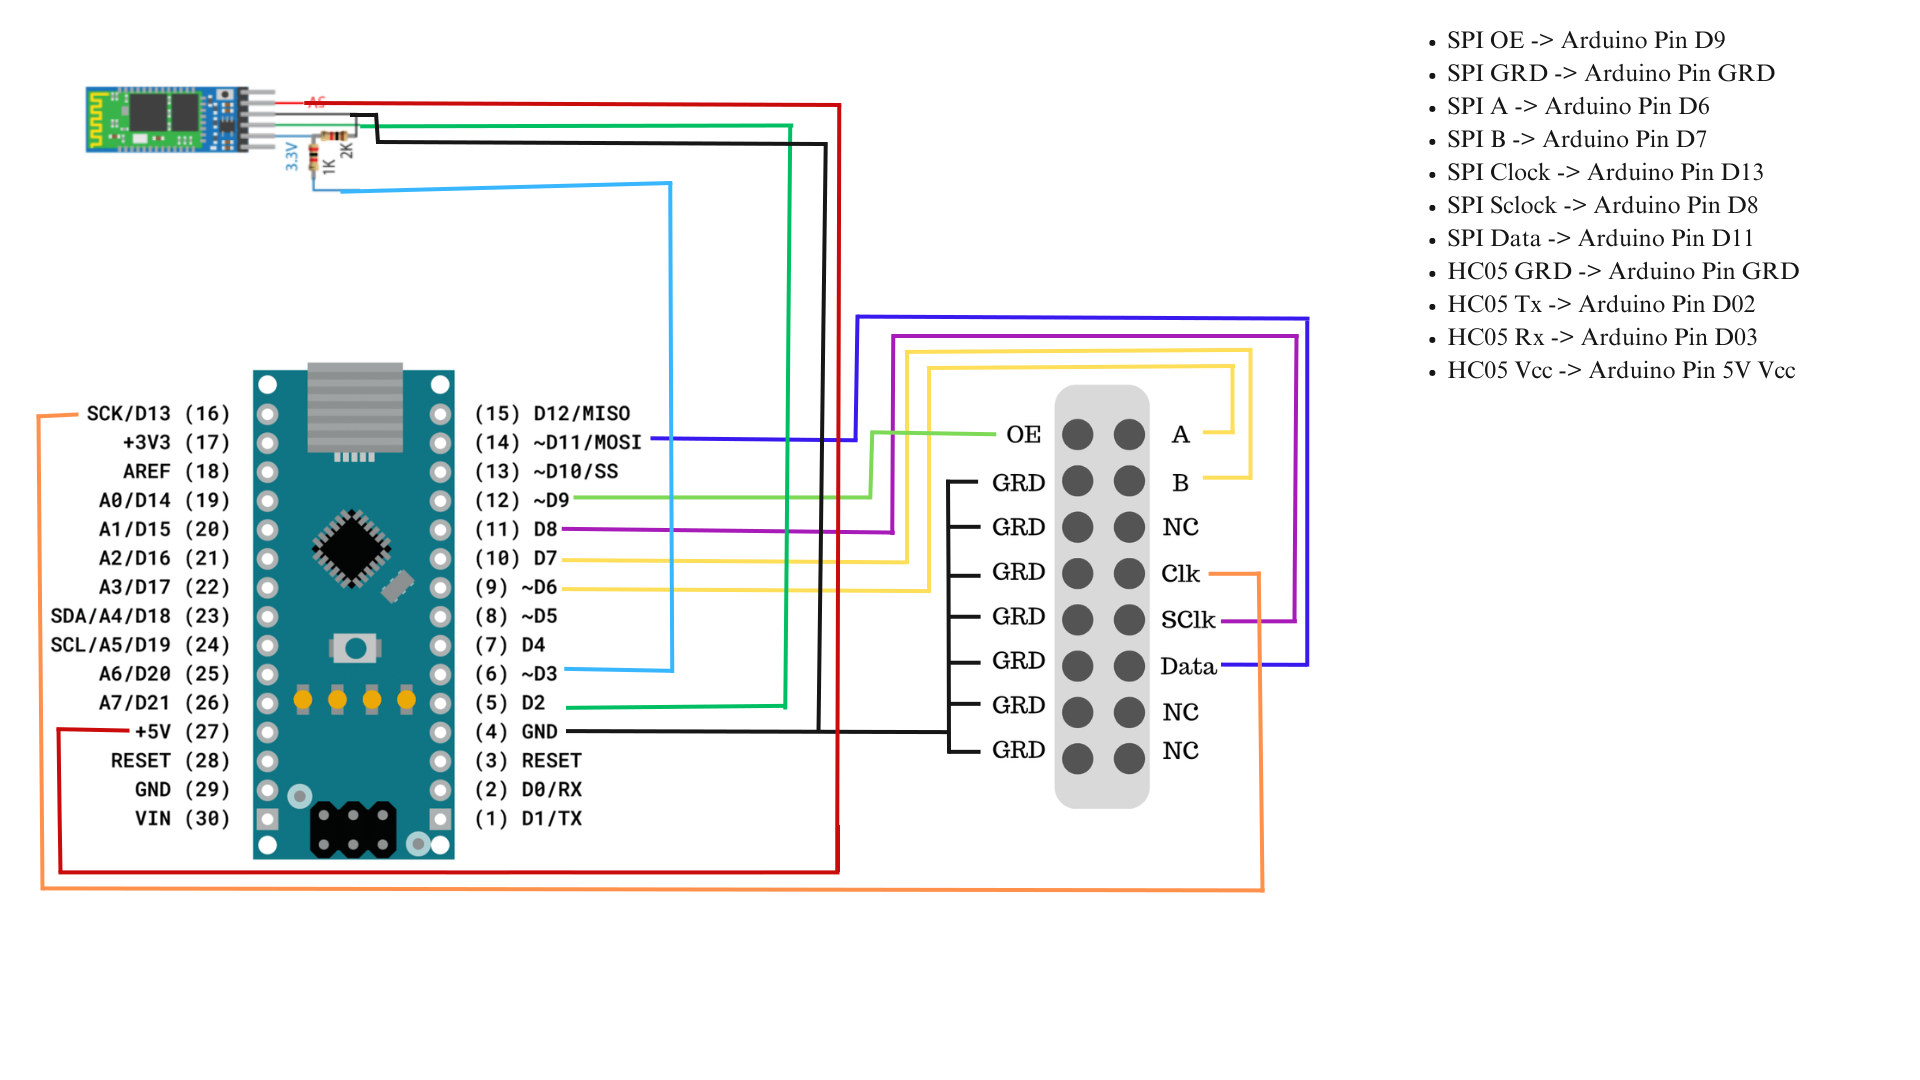 • SPI OE -> Arduino Pin D9
• SPI GRD -> Arduino Pin GRD
• SPI A -> Arduino Pin D6
• SPI B -> Arduino Pin D7
• SPI Clock -> Arduino Pin D13
• SPI Sclock -> Arduino Pin D8
• SPI Data -> Arduino Pin D11
• HC05 GRD -> Arduino Pin GRD
• HC05 Tx -> Arduino Pin D02
• HC05 Rx -> Arduino Pin D03
• HC05 Vcc -> Arduino Pin 5V Vcc
5V
3.3V
1K
2K
SCK/D13 (16)
+3V3 (17)
AREF (18)
A0/D14 (19)
A1/D15 (20)
A2/D16 (21)
A3/D17 (22)
SDA/A4/D18 (23)
SCL/A5/D19 (24)
A6/D20 (25)
A7/D21 (26)
+5V (27)
RESET (28)
GND (29)
VIN (30)
(15) D12/MISO
(14) ~D11/MOSI
(13) ~D10/SS
(12) ~D9
(11) D8
(10) D7
(9) ~D6
(8) ~D5
(7) D4
(6) ~D3
(5) D2
(4) GND
(3) RESET
(2) D0/RX
(1) D1/TX
OE
GRD
GRD
GRD
GRD
GRD
GRD
GRD
A
B
NC
Clk
SClk
Data
NC
NC